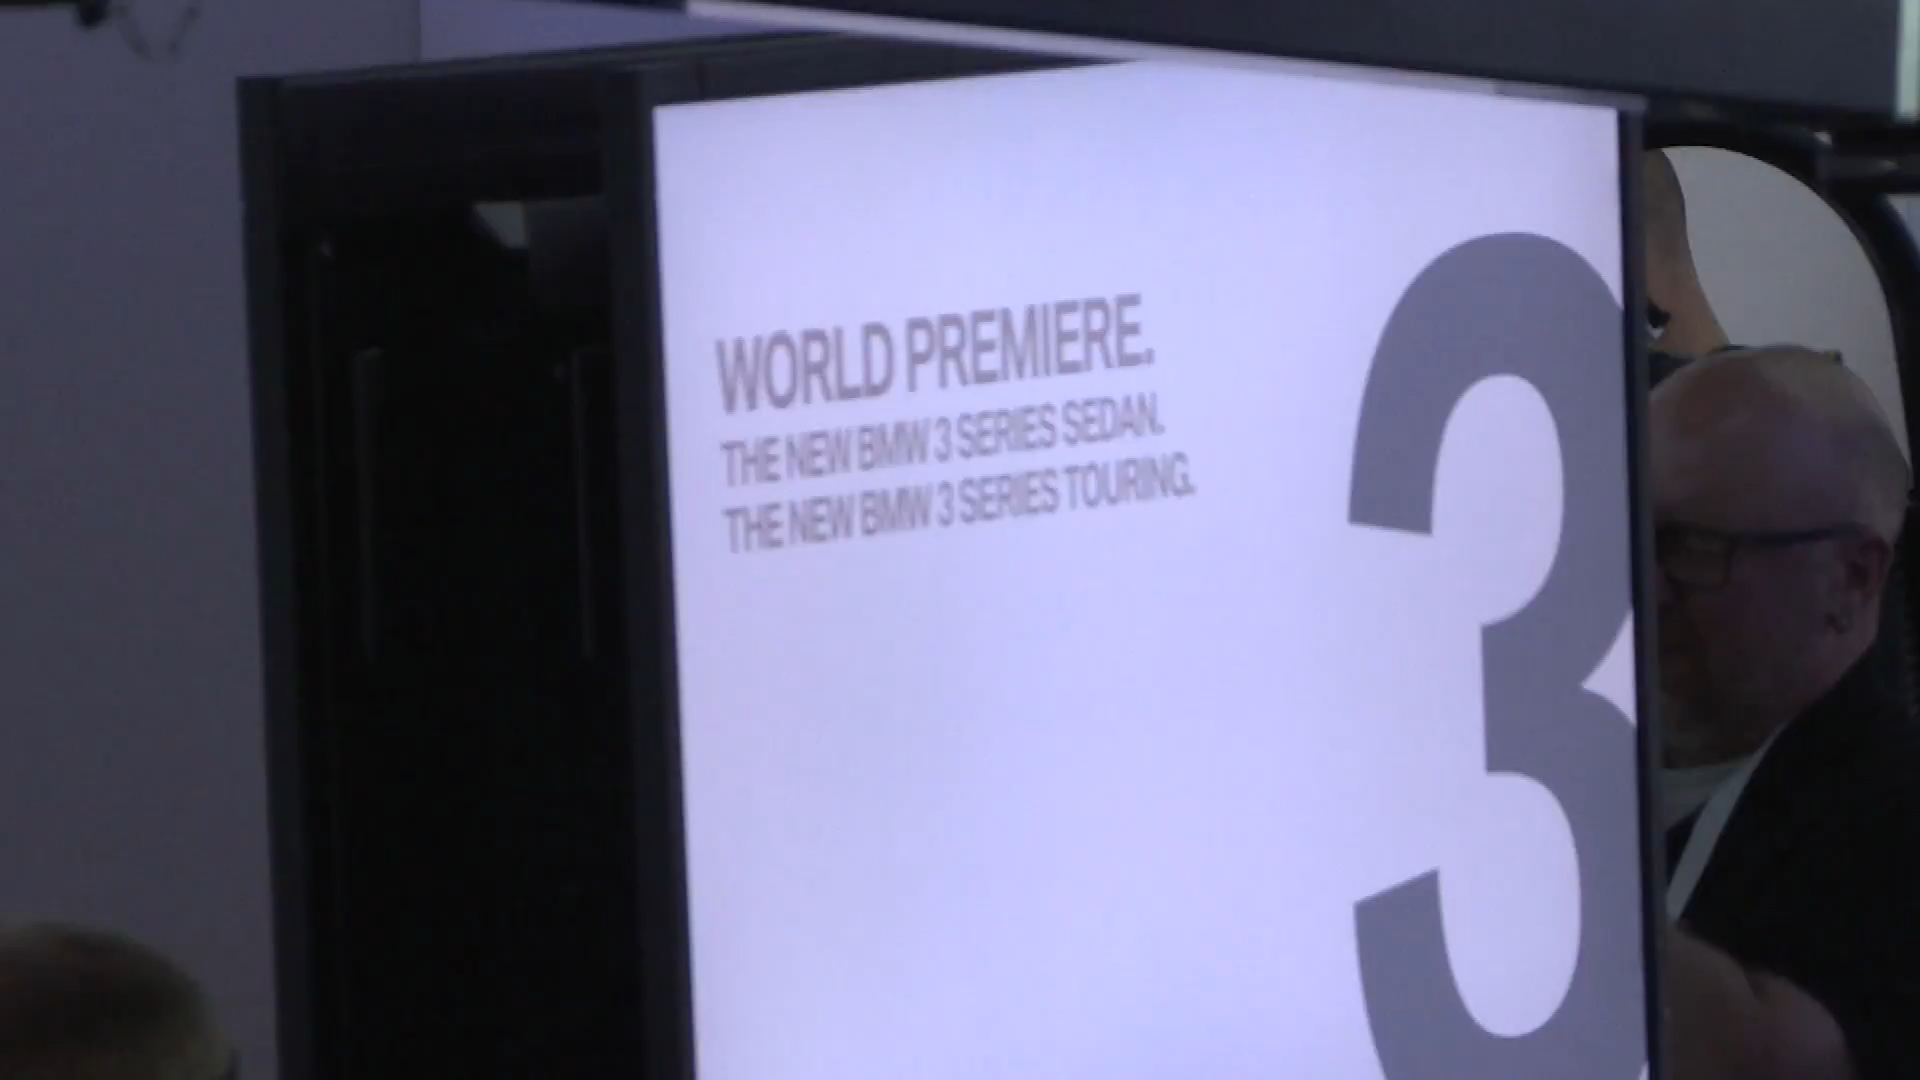 WORLD PREMIERE.
THE NEW BMW 3 SERIES SEDAN.
THE NEW BMW 3 SERIES TOURING.
3